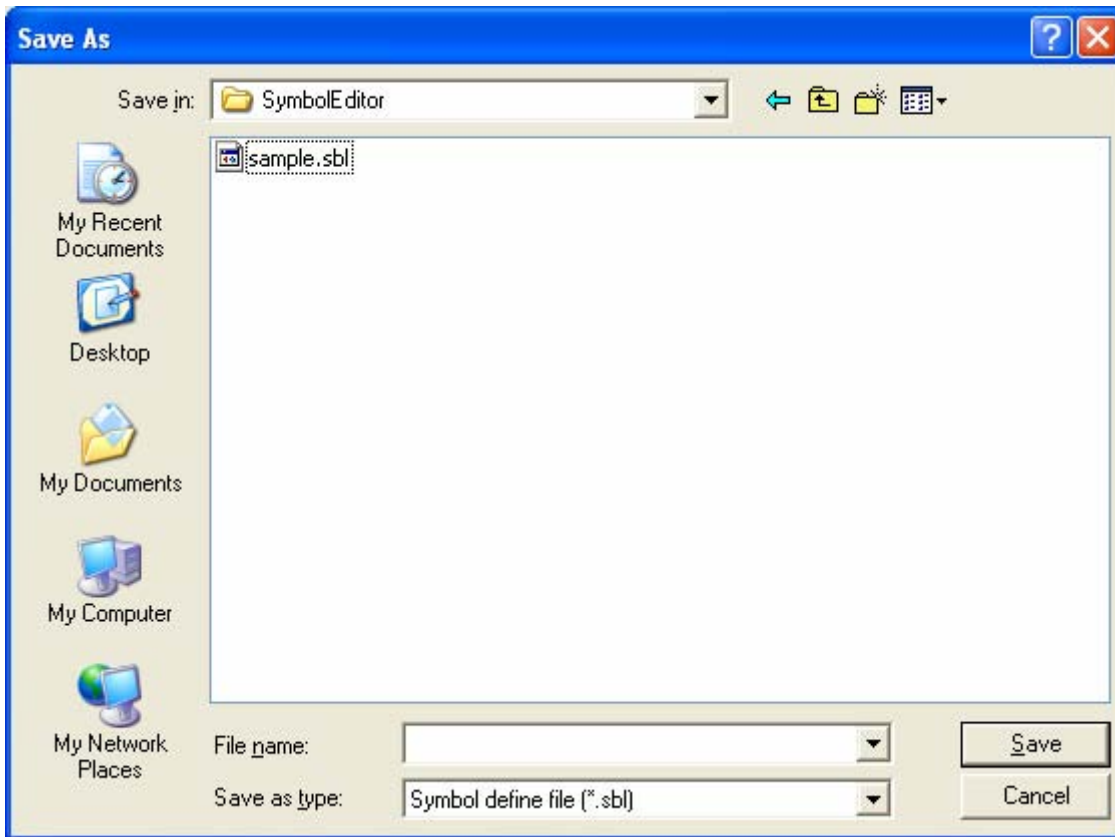 Save As
Save in:
SymbolEditor
sample.sbl
My Recent
Documents
Desktop
My Documents
My Computer
My Network
Places
File name:
Save
Save as type:
Symbol define file (*.sbl)
Cancel